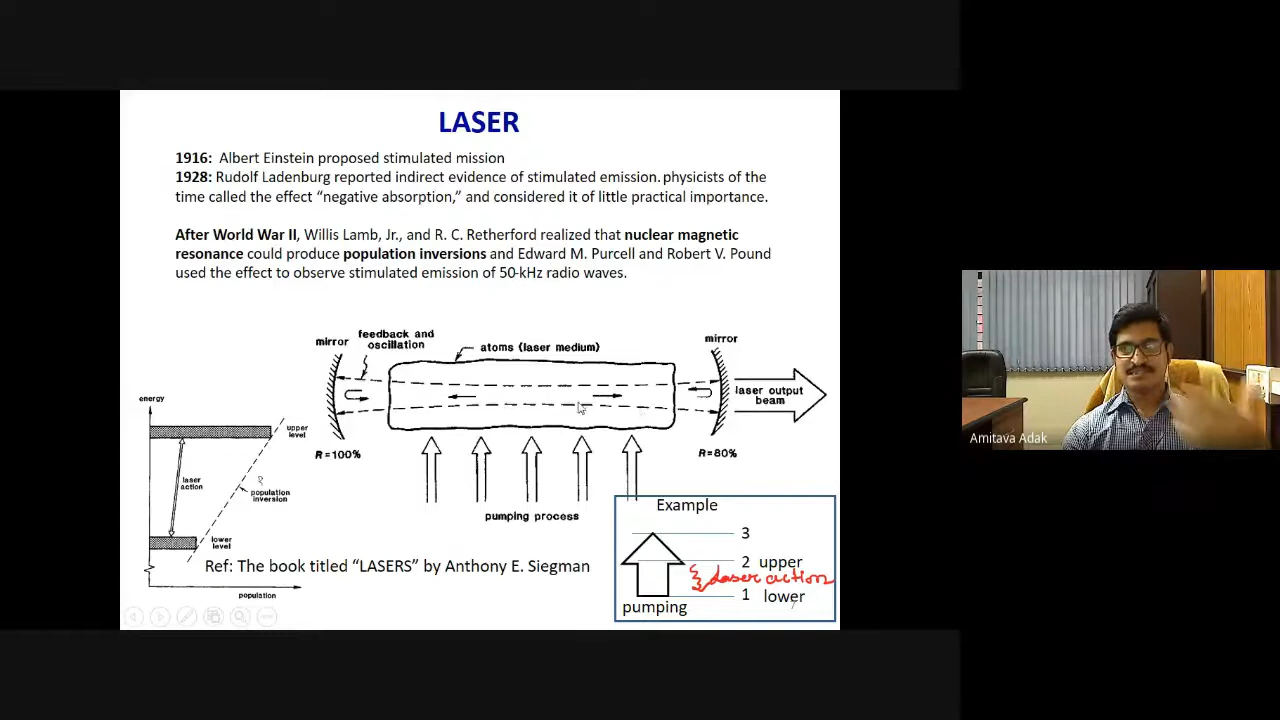 LASER
1916: Albert Einstein proposed stimulated mission
1928: Rudolf Ladenburg reported indirect evidence of stimulated emission. physicists of the
time called the effect “negative absorption,” and considered it of little practical importance.
After World War II, Willis Lamb, Jr., and R. C. Retherford realized that nuclear magnetic
resonance could produce population inversions and Edward M. Purcell and Robert V. Pound
used the effect to observe stimulated emission of 50-kHz radio waves.
mirror
feedback and
oscillation
atoms (laser medium)
mirror
laser output
beam
R=100%
R=80%
pumping process
energy
upper
level
laser
action
population
inversion
lower
level
population
Ref: The book titled “LASERS” by Anthony E. Siegman
Example
3
2 upper
laser action
1 lower
pumping
Amitava Adak